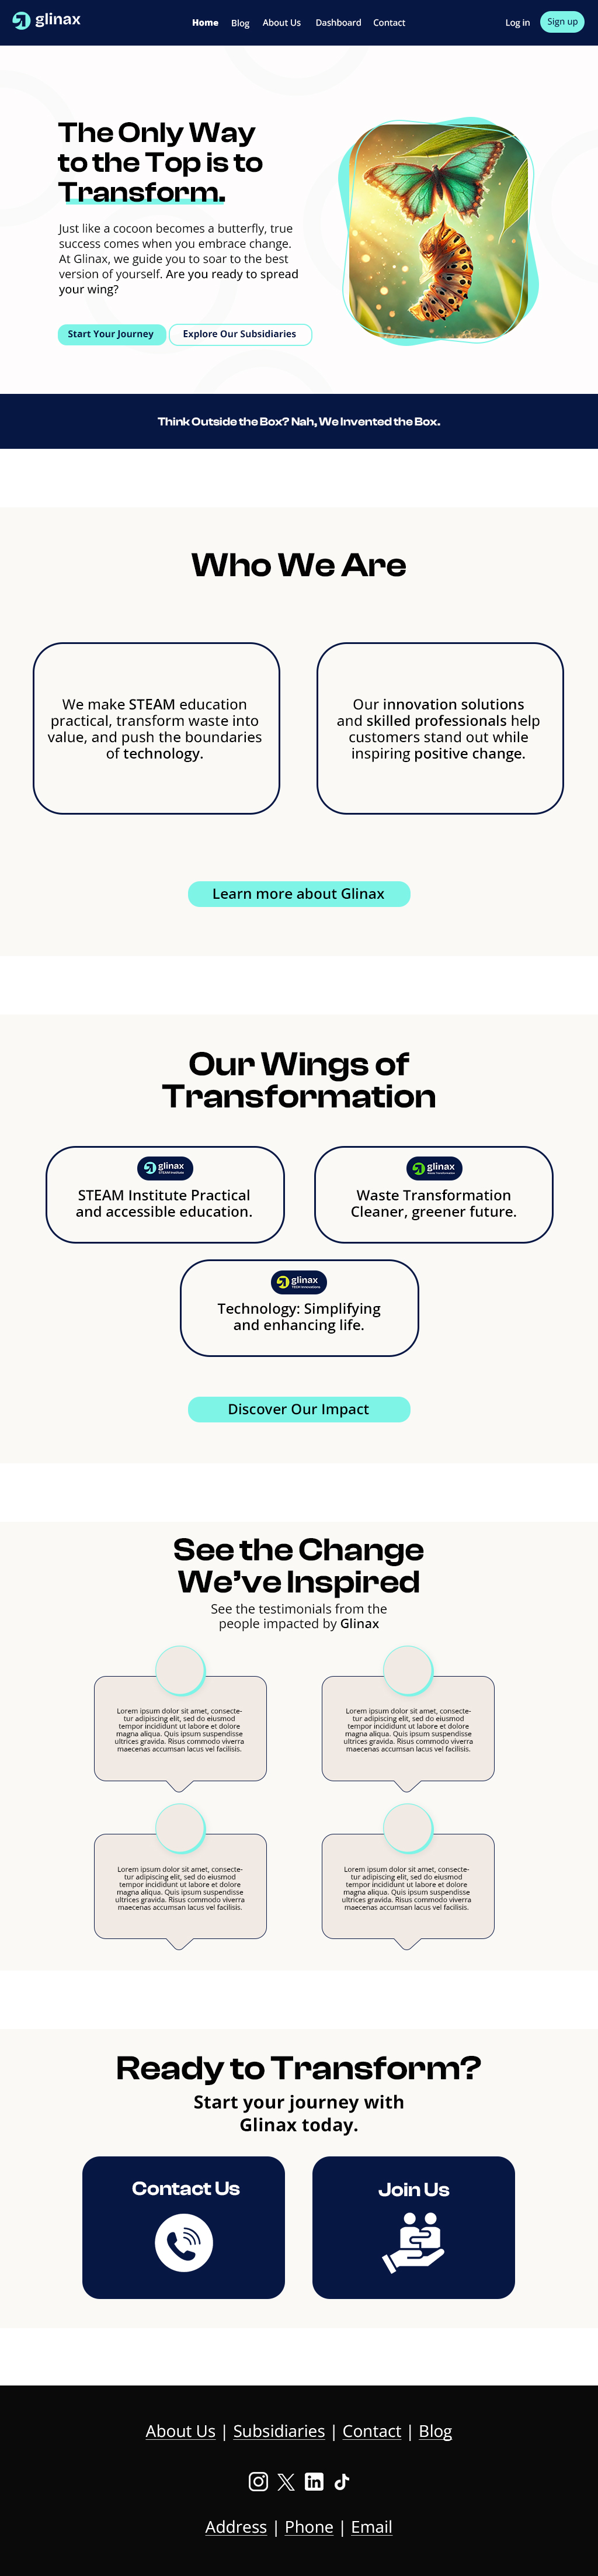 glinax
Home Blog About Us Dashboard Contact
Log in Sign up
The Only Way
to the Top is to
Transform.
Just like a cocoon becomes a butterfly, true
success comes when you embrace change.
At Glinax, we guide you to soar to the best
version of yourself. Are you ready to spread
your wing?
Start Your Journey
Explore Our Subsidiaries
Think Outside the Box? Nah, We Invented the Box.
Who We Are
We make STEAM education
practical, transform waste into
value, and push the boundaries
of technology.
Our innovation solutions
and skilled professionals help
customers stand out while
inspiring positive change.
Learn more about Glinax
Our Wings of
Transformation
glinax
STEAM Institute
STEAM Institute Practical
and accessible education.
glinax
Waste Transformation
Waste Transformation
Cleaner, greener future.
glinax
TECH Innovations
Technology: Simplifying
and enhancing life.
Discover Our Impact
See the Change
We’ve Inspired
See the testimonials from the
people impacted by Glinax
Lorem ipsum dolor sit amet, consecte-
tur adipiscing elit, sed do eiusmod
tempor incididunt ut labore et dolore
magna aliqua. Quis ipsum suspendisse
ultrices gravida. Risus commodo viverra
maecenas accumsan lacus vel facilisis.
Lorem ipsum dolor sit amet, consecte-
tur adipiscing elit, sed do eiusmod
tempor incididunt ut labore et dolore
magna aliqua. Quis ipsum suspendisse
ultrices gravida. Risus commodo viverra
maecenas accumsan lacus vel facilisis.
Lorem ipsum dolor sit amet, consecte-
tur adipiscing elit, sed do eiusmod
tempor incididunt ut labore et dolore
magna aliqua. Quis ipsum suspendisse
ultrices gravida. Risus commodo viverra
maecenas accumsan lacus vel facilisis.
Lorem ipsum dolor sit amet, consecte-
tur adipiscing elit, sed do eiusmod
tempor incididunt ut labore et dolore
magna aliqua. Quis ipsum suspendisse
ultrices gravida. Risus commodo viverra
maecenas accumsan lacus vel facilisis.
Ready to Transform?
Start your journey with
Glinax today.
Contact Us
Join Us
About Us | Subsidiaries | Contact | Blog
Address | Phone | Email